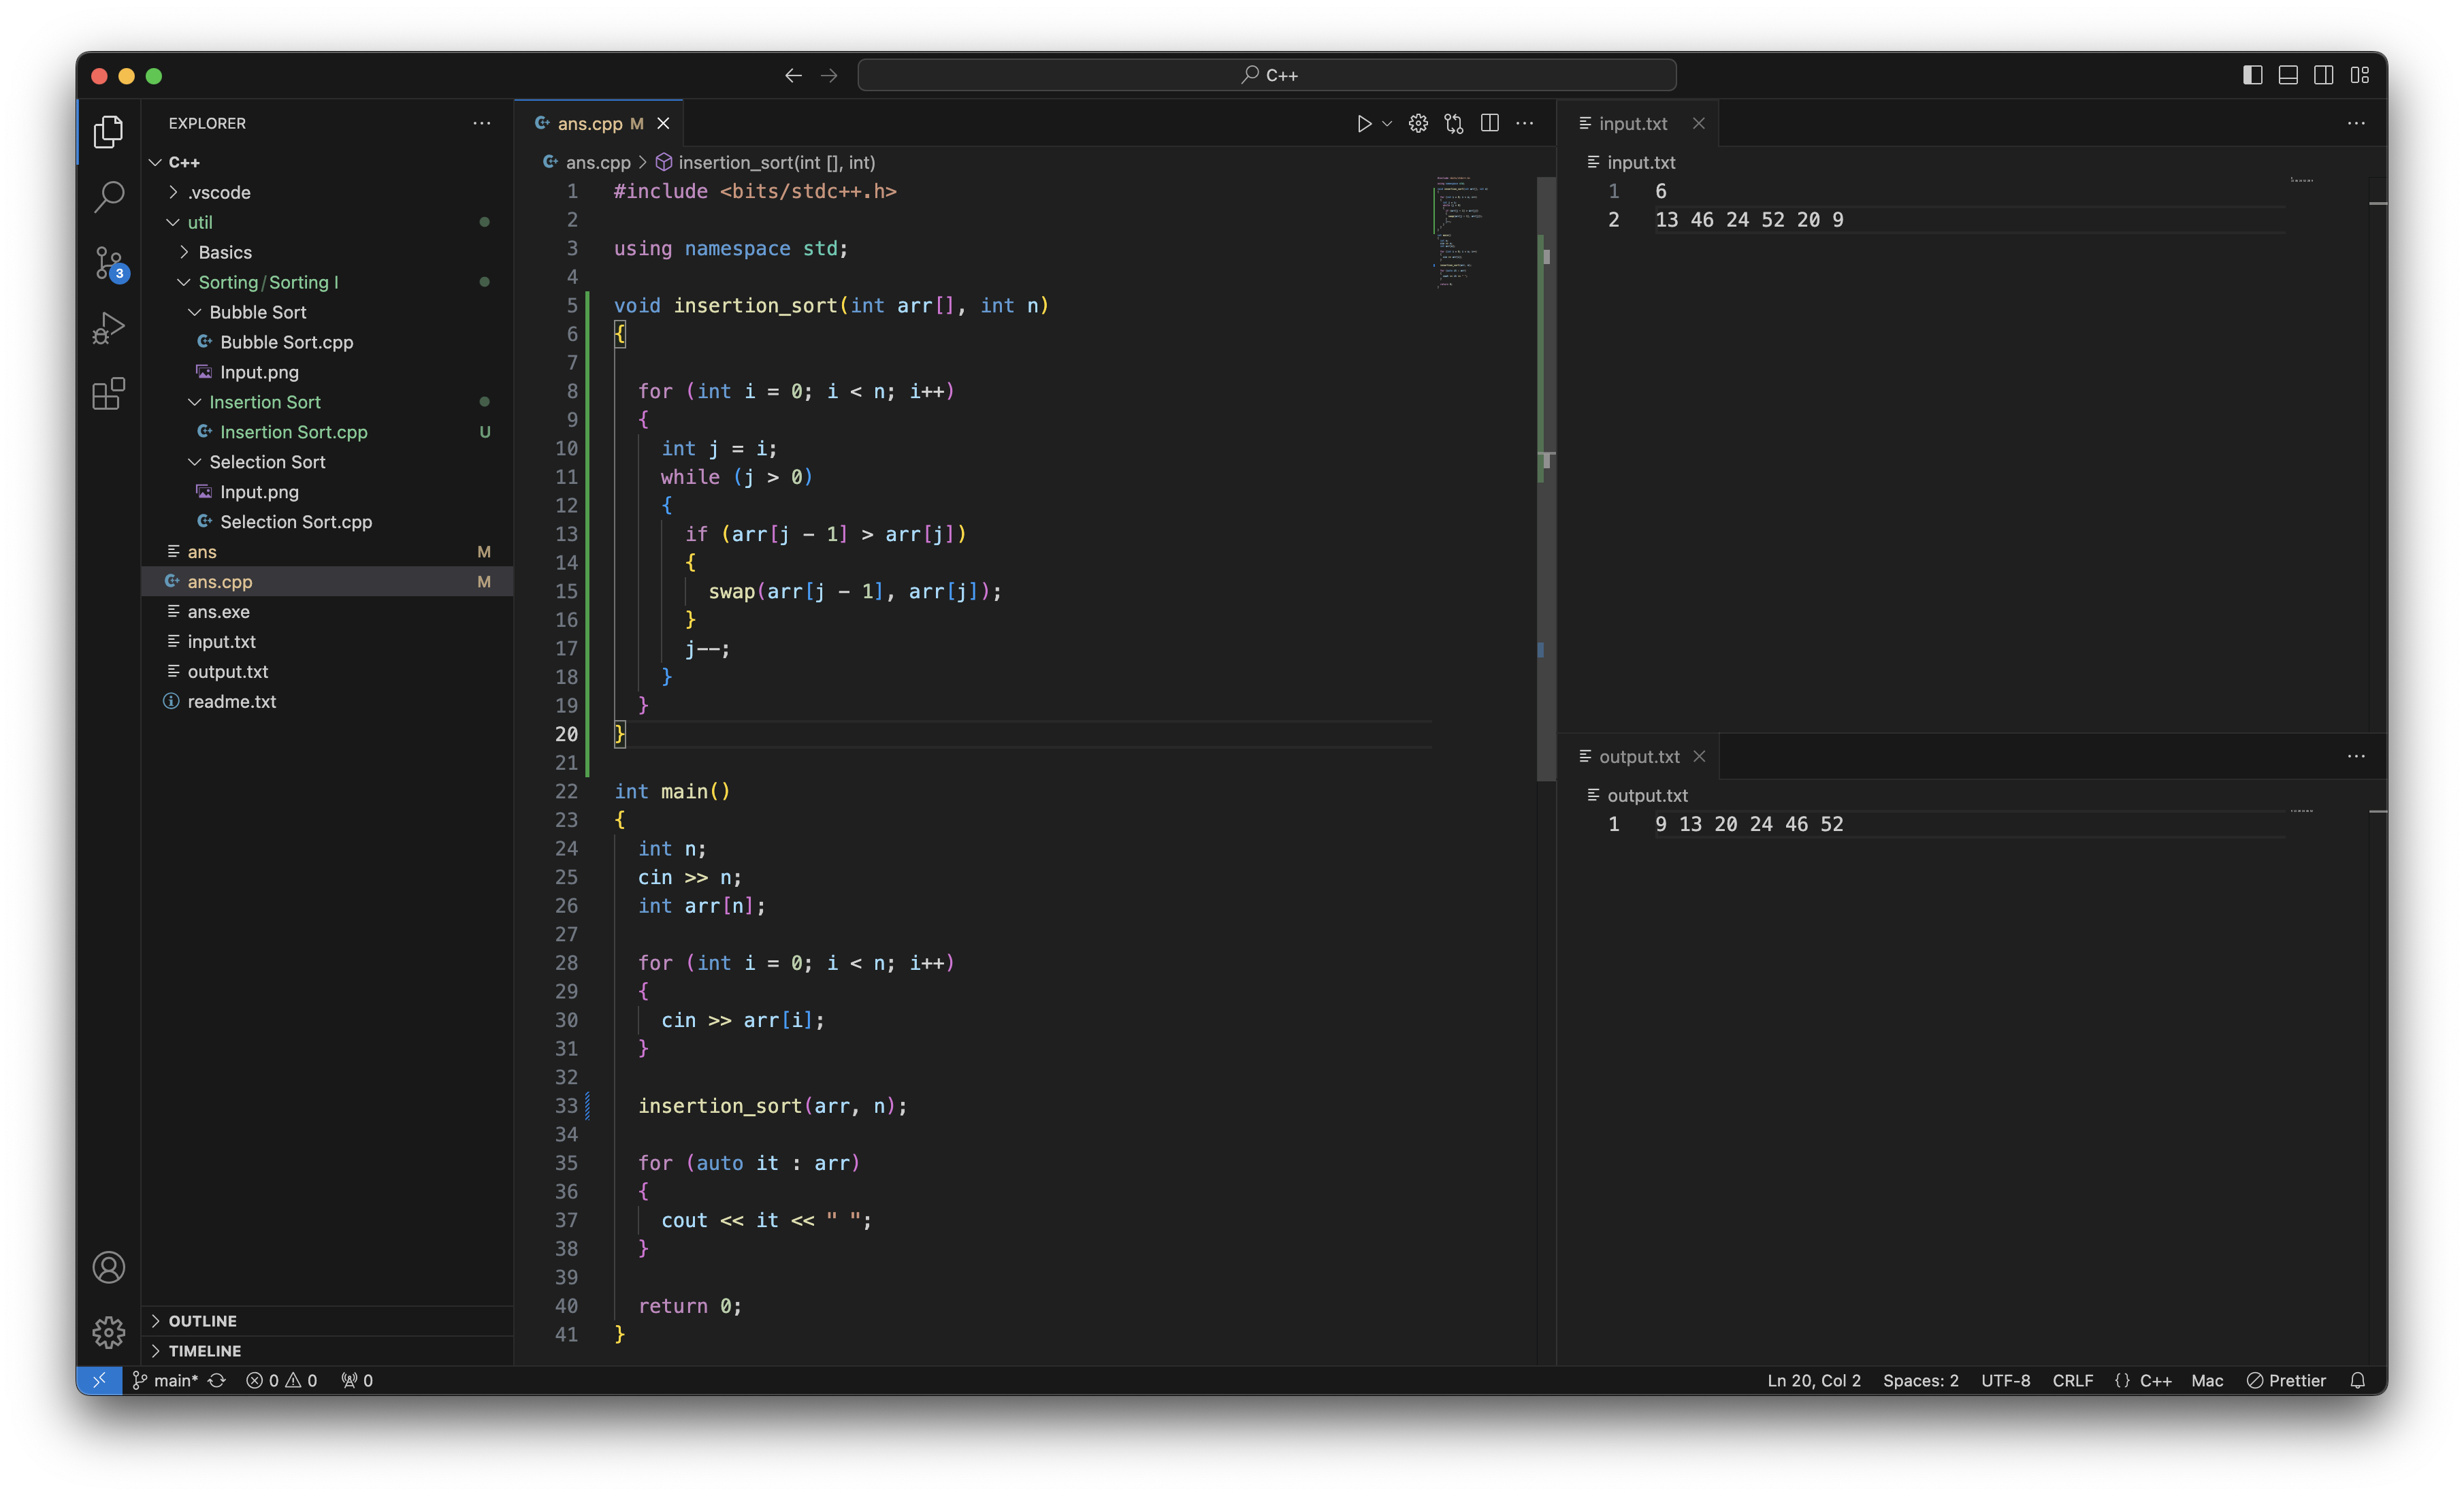 C++
EXPLORER
C++
.vscode
util
Basics
Sorting/Sorting I
Bubble Sort
Bubble Sort.cpp
Input.png
Insertion Sort
Insertion Sort.cpp U
Selection Sort
Input.png
Selection Sort.cpp
ans M
ans.cpp M
ans.exe
input.txt
output.txt
readme.txt
OUTLINE
TIMELINE
3
ans.cpp M
ans.cpp > insertion_sort(int [], int)
1 #include <bits/stdc++.h>
2
3 using namespace std;
4
5 void insertion_sort(int arr[], int n)
6 {
7
8 for (int i = 0; i < n; i++)
9 {
10 int j = i;
11 while (j > 0)
12 {
13 if (arr[j - 1] > arr[j])
14 {
15 swap(arr[j - 1], arr[j]);
16 }
17 j--;
18 }
19 }
20 }
21
22 int main()
23 {
24 int n;
25 cin >> n;
26 int arr[n];
27
28 for (int i = 0; i < n; i++)
29 {
30 cin >> arr[i];
31 }
32
33 insertion_sort(arr, n);
34
35 for (auto it : arr)
36 {
37 cout << it << " ";
38 }
39
40 return 0;
41 }
input.txt
input.txt
1 6
2 13 46 24 52 20 9
output.txt
output.txt
1 9 13 20 24 46 52
main* 0 0 0
Ln 20, Col 2 Spaces: 2 UTF-8 CRLF {} C++ Mac Prettier